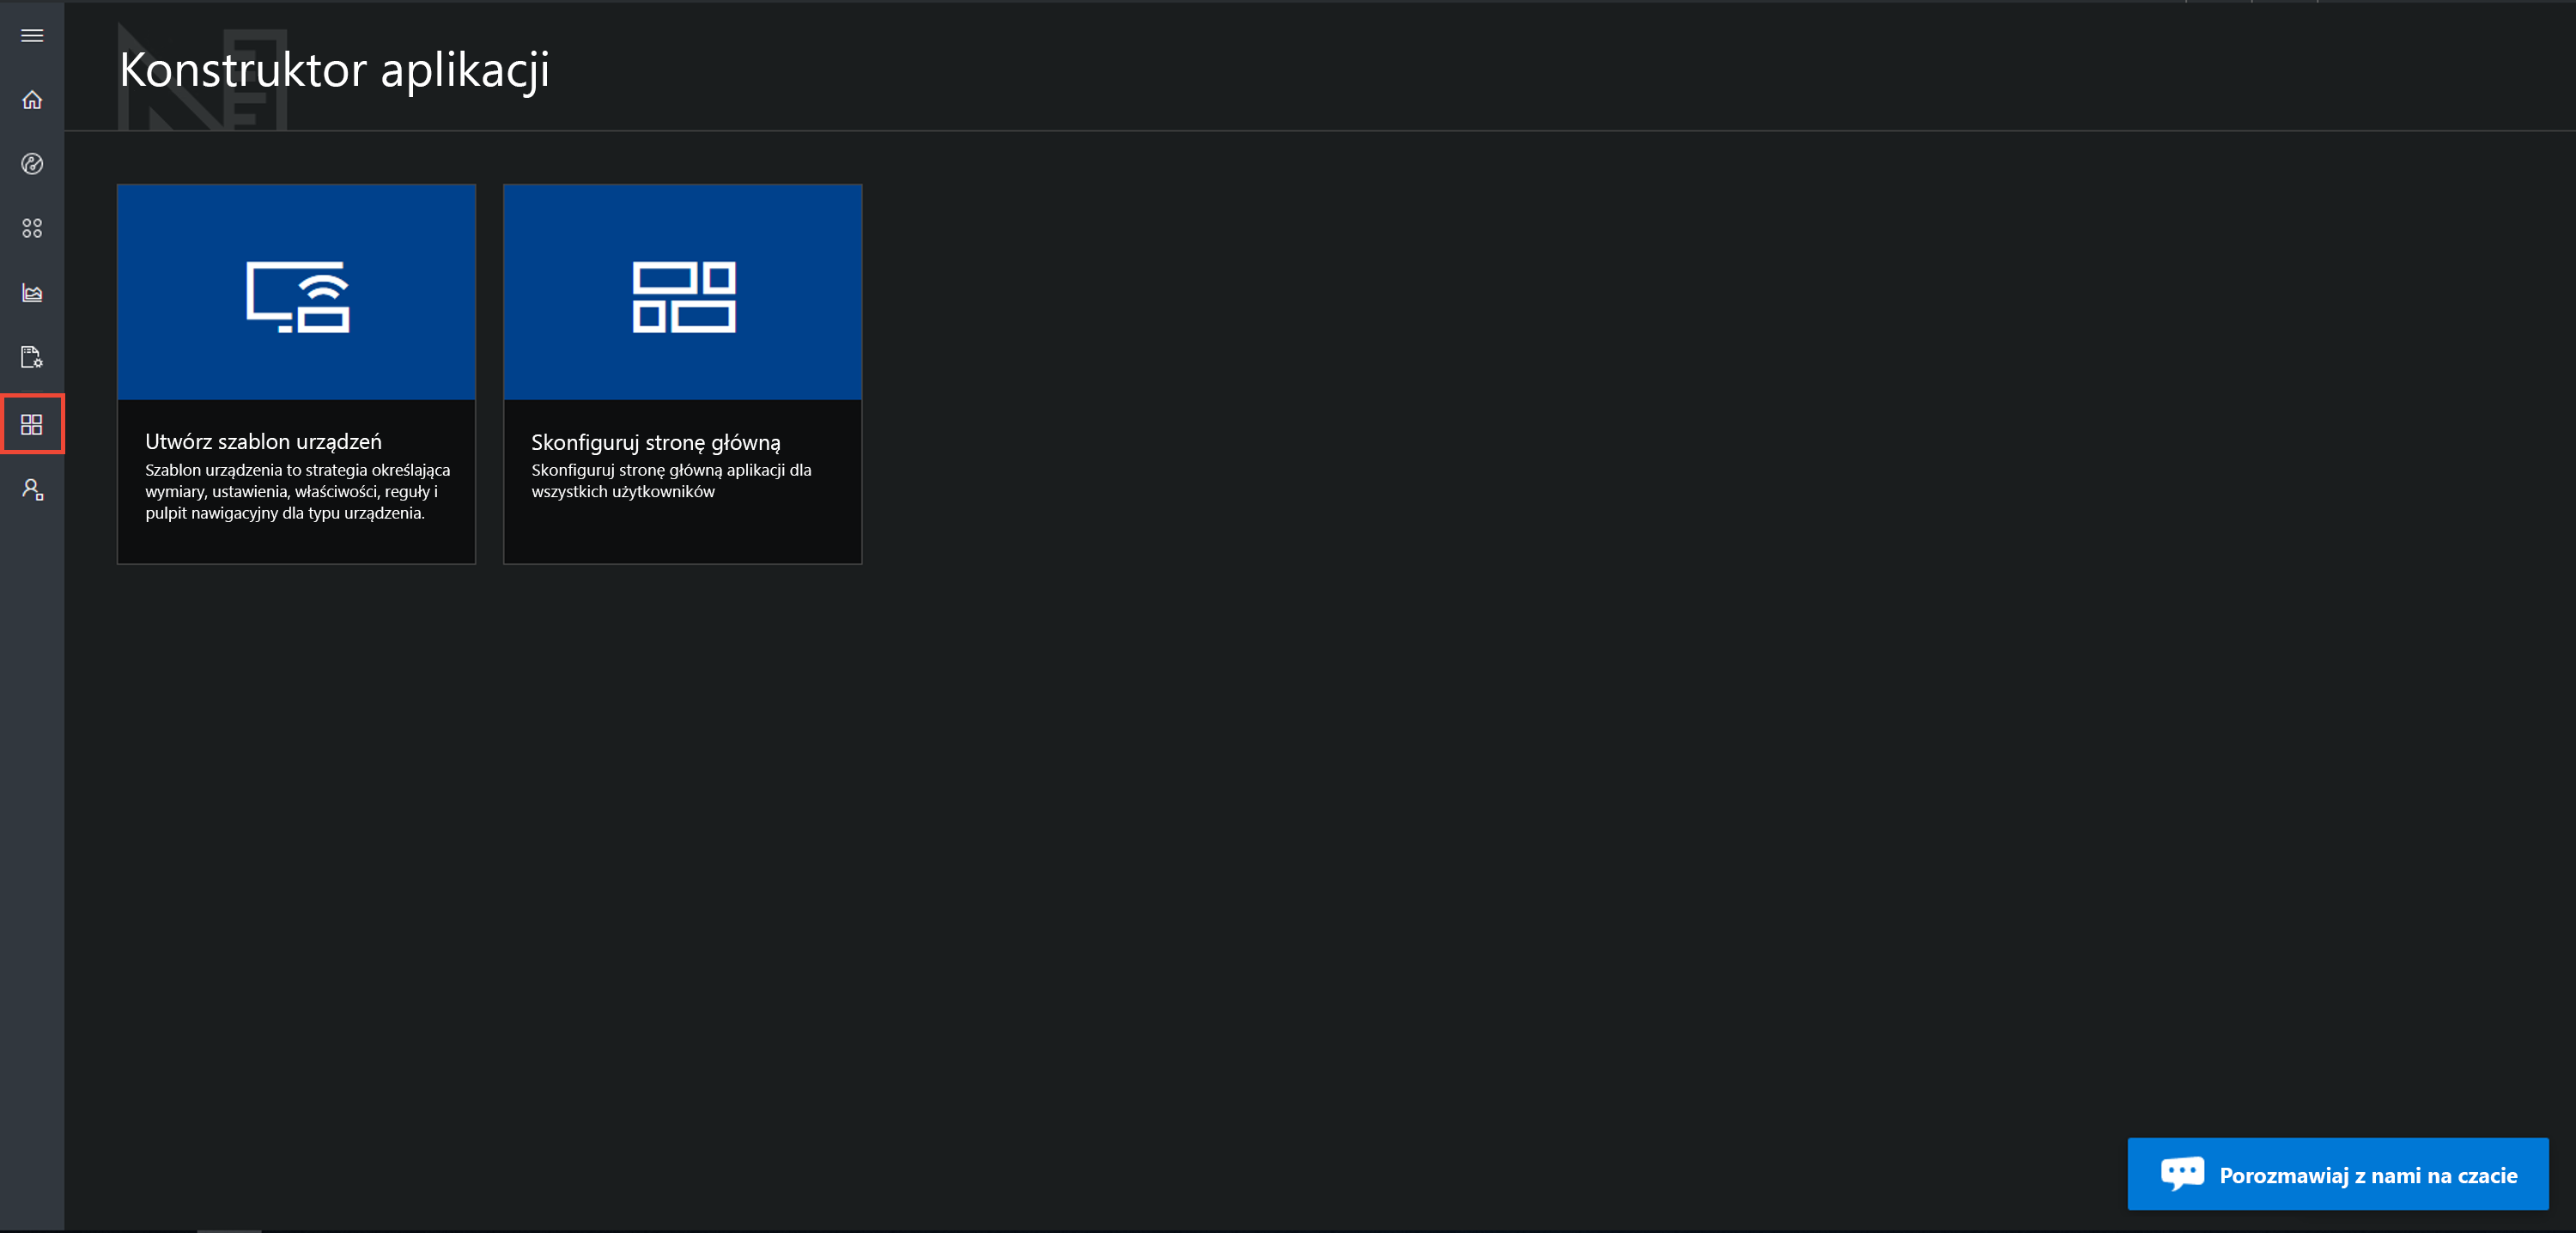 Konstruktor aplikacji
Utwórz szablon urządzeń
Szablon urządzenia to strategia określająca
wymiary, ustawienia, właściwości, reguły i
pulpit nawigacyjny dla typu urządzenia.
Skonfiguruj stronę główną
Skonfiguruj stronę główną aplikacji dla
wszystkich użytkowników
Porozmawiaj z nami na czacie